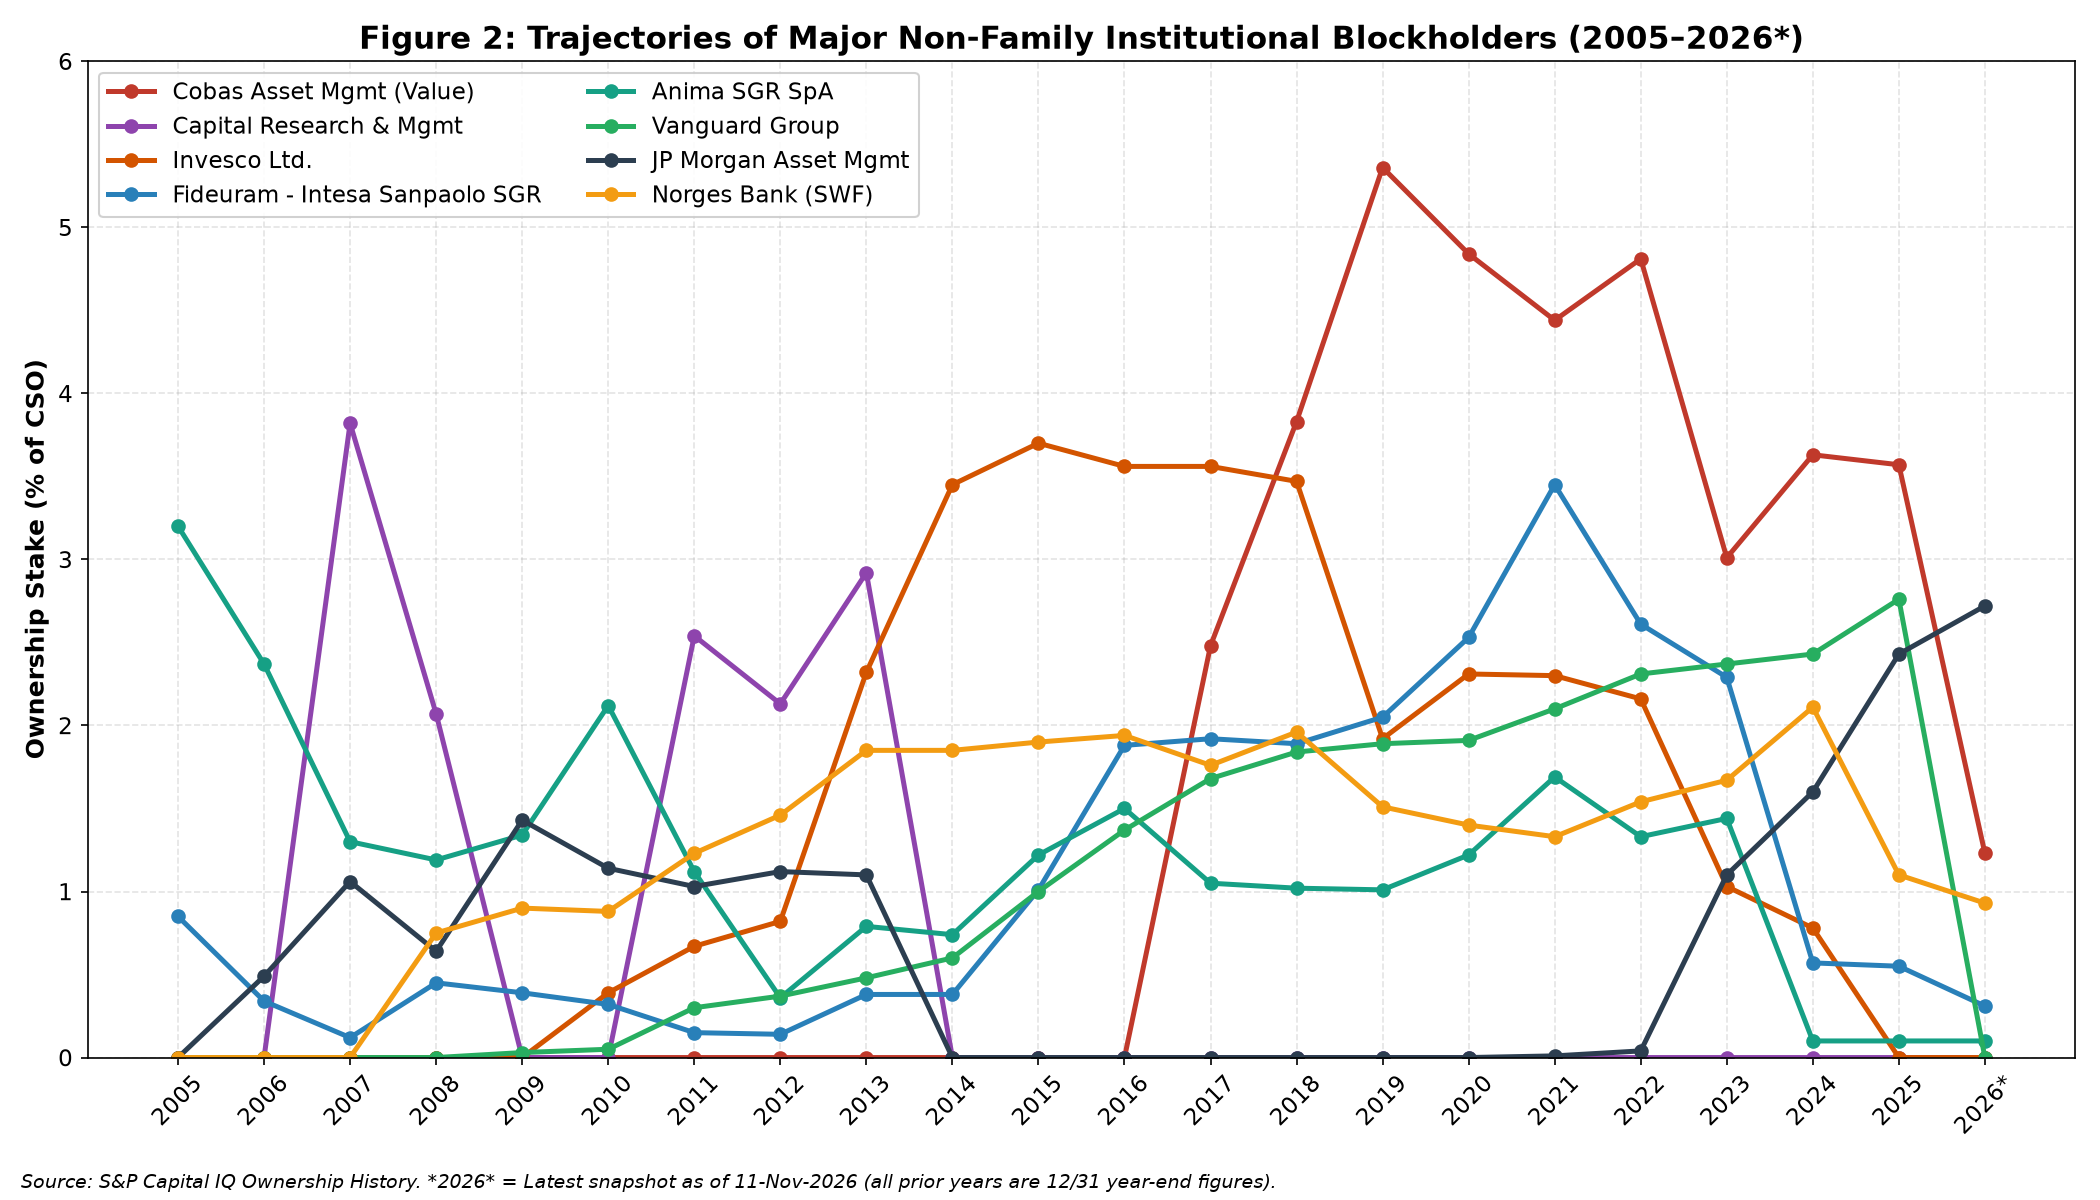 Figure 2: Trajectories of Major Non-Family Institutional Blockholders (2005–2026*)
Cobas Asset Mgmt (Value)
Capital Research & Mgmt
Invesco Ltd.
Fideuram - Intesa Sanpaolo SGR
Anima SGR SpA
Vanguard Group
JP Morgan Asset Mgmt
Norges Bank (SWF)
Ownership Stake (% of CSO)
6
5
4
3
2
1
0
2005
2006
2007
2008
2009
2010
2011
2012
2013
2014
2015
2016
2017
2018
2019
2020
2021
2022
2023
2024
2025
2026*
Source: S&P Capital IQ Ownership History. *2026* = Latest snapshot as of 11-Nov-2026 (all prior years are 12/31 year-end figures).